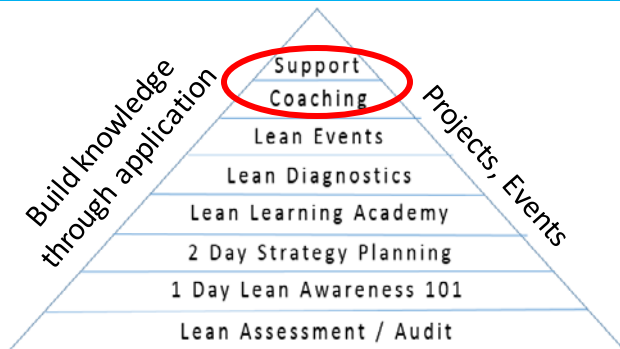 Build knowledge
through application
Projects, Events
Support
Coaching
Lean Events
Lean Diagnostics
Lean Learning Academy
2 Day Strategy Planning
1 Day Lean Awareness 101
Lean Assessment / Audit